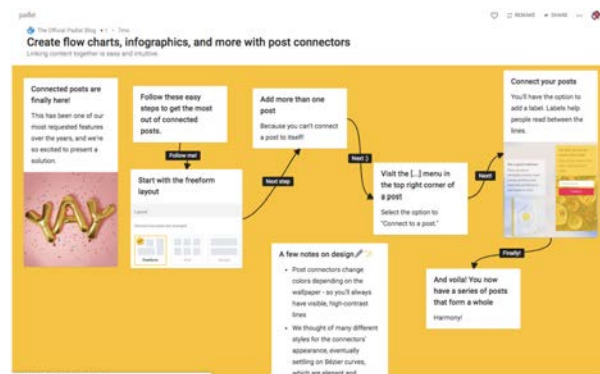 padlet
REMAKE
SHARE
The Official Padlet Blog
Create flow charts, infographics, and more with post connectors
Linking content together is easy and intuitive.
Connected posts are
finally here!
This has been one of our
most requested features
over the years, and we're
so excited to present a
solution.
YAY
Follow these easy
steps to get the most
out of connected
posts.
Follow me!
Start with the freeform
layout
Layout
Freeform
Next step
Add more than one
post
Because you can't connect
a post to itself!
Next :)
Visit the [...] menu in
the top right corner of
a post
Select the option to
"Connect to a post."
Next!
Connect your posts
You'll have the option to
add a label. Labels help
people read between the
lines.
Finally!
And voila! You now
have a series of posts
that form a whole
Harmony!
A few notes on design
Post connectors change
colors depending on the
wallpaper - so you'll always
have visible, high-contrast
lines
We thought of many different
styles for the connectors'
appearance, eventually
settling on Bézier curves,
which are elegant and